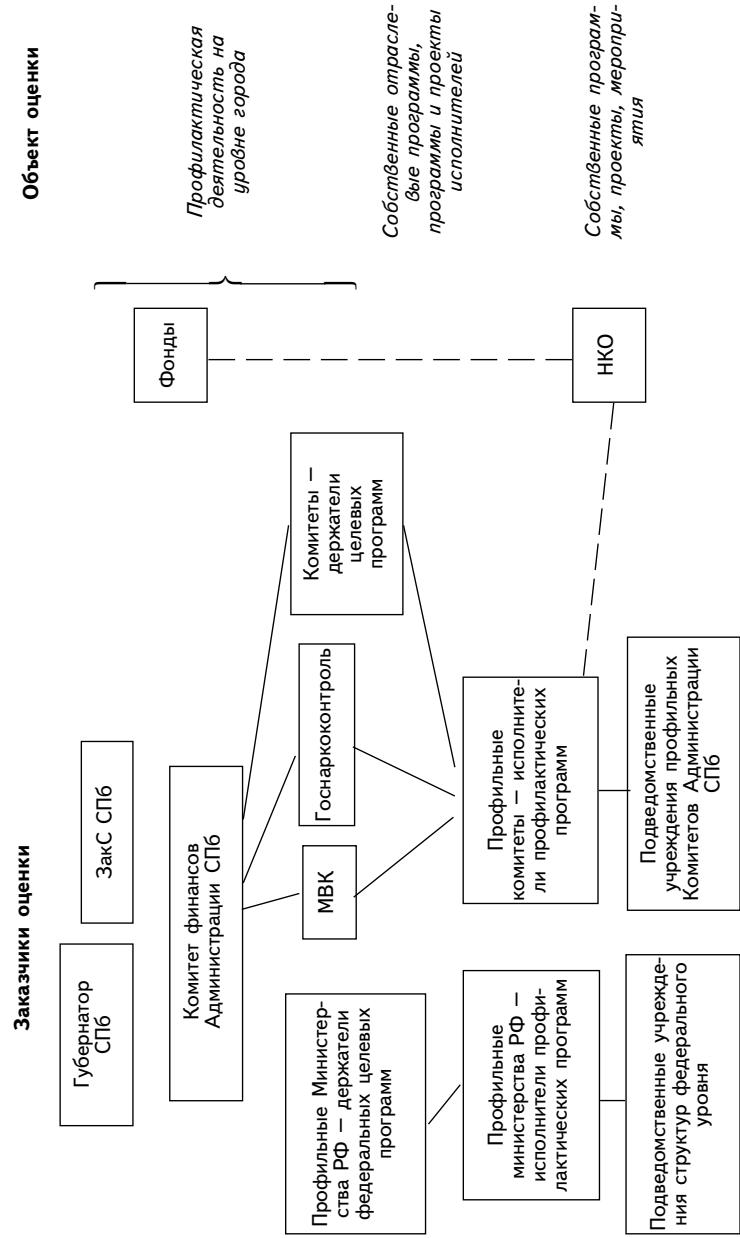 Заказчики оценки
Объект оценки
Губернатор
СПб
ЗакС СПб
Комитет финансов
Администрации СПб
Фонды
Профилактическая
деятельность на
уровне города
Профильные Министер-
ства РФ — держатели
федеральных целевых
программ
МВК
Госнаркоконтроль
Комитеты —
держатели
целевых
программ
Собственные отрасле-
вые программы,
программы и проекты
исполнителей
Профильные
министерства РФ —
исполнители профи-
лактических программ
Профильные
комитеты — исполните-
ли профилактических
программ
НКО
Собственные програм-
мы, проекты, меропри-
ятия
Подведомственные учрежде-
ния структур федерального
уровня
Подведомственные
учреждения профильных
Комитетов Администрации
СПб